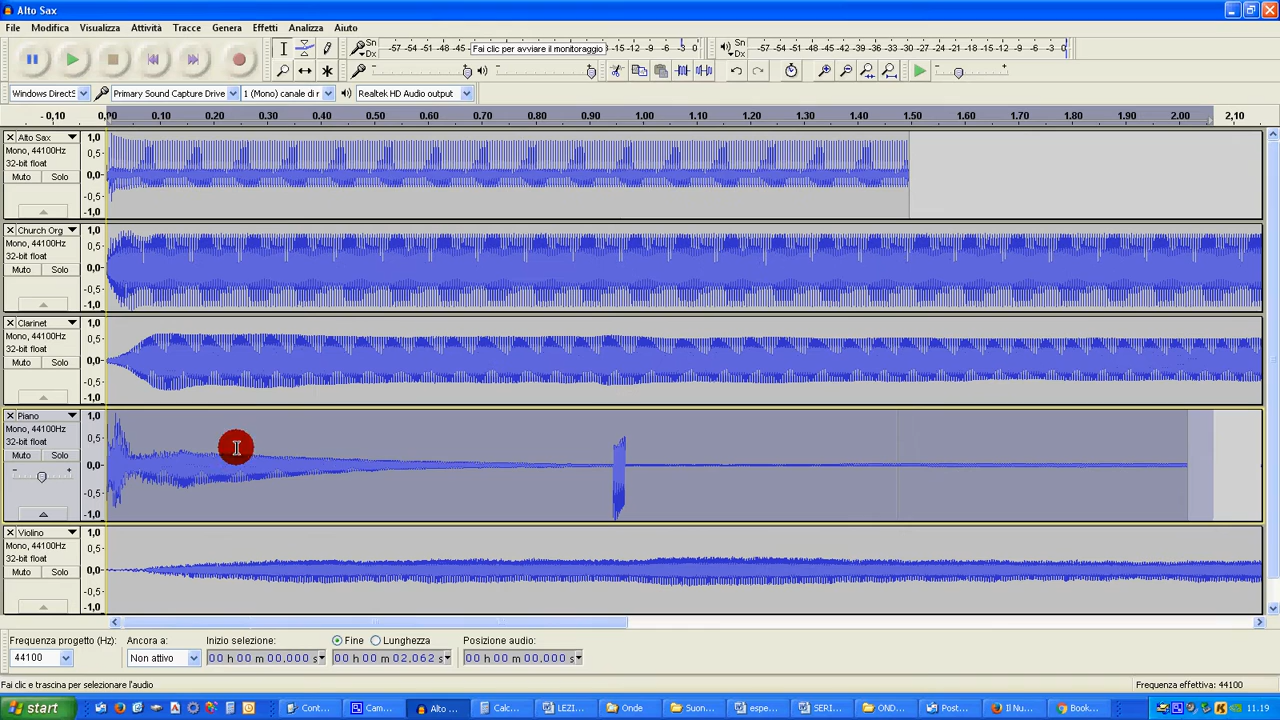 Alto Sax
File Modifica Visualizza Attività Tracce Genera Effetti Analizza Aiuto
Sn Dx -57 -54 -51 -48 -45 Fai clic per avviare il monitoraggio -15 -12 -9 -6 -3 0 Sn Dx -57 -54 -51 -48 -45 -42 -39 -36 -33 -30 -27 -24 -21 -18 -15 -12 -9 -6 -3 0
Windows DirectS Primary Sound Capture Drive 1 (Mono) canale di r Realtek HD Audio output
-0,10 0,00 0,10 0.20 0.30 0.40 0.50 0.60 0.70 0.80 0.90 1.00 1.10 1.20 1.30 1.40 1.50 1.60 1.70 1.80 1.90 2.00 2,10
Alto Sax 1,0
Mono, 44100Hz 0,5
32-bit float
Muto Solo 0,0
-0,5
-1,0
Church Org 1,0
Mono, 44100Hz 0,5
32-bit float
Muto Solo 0,0
-0,5
-1,0
Clarinet 1,0
Mono, 44100Hz 0,5
32-bit float
Muto Solo 0,0
-0,5
-1,0
Piano 1,0
Mono, 44100Hz 0,5
32-bit float
Muto Solo 0,0
- +
-0,5
-1,0
Violino 1,0
Mono, 44100Hz 0,5
32-bit float
Muto Solo 0,0
-0,5
-1,0
Frequenza progetto (Hz): Ancora a: Inizio selezione: Fine Lunghezza Posizione audio:
44100 Non attivo 00 h 00 m 00.000 s 00 h 00 m 02.062 s 00 h 00 m 00.000 s
Fai clic e trascina per selezionare l'audio Frequenza effettiva: 44100
start Cont... Cam... Alto ... Calc... LEZI... Onde Suon... espe... SERI... OND... Post... Il Nu... Book... 11.19